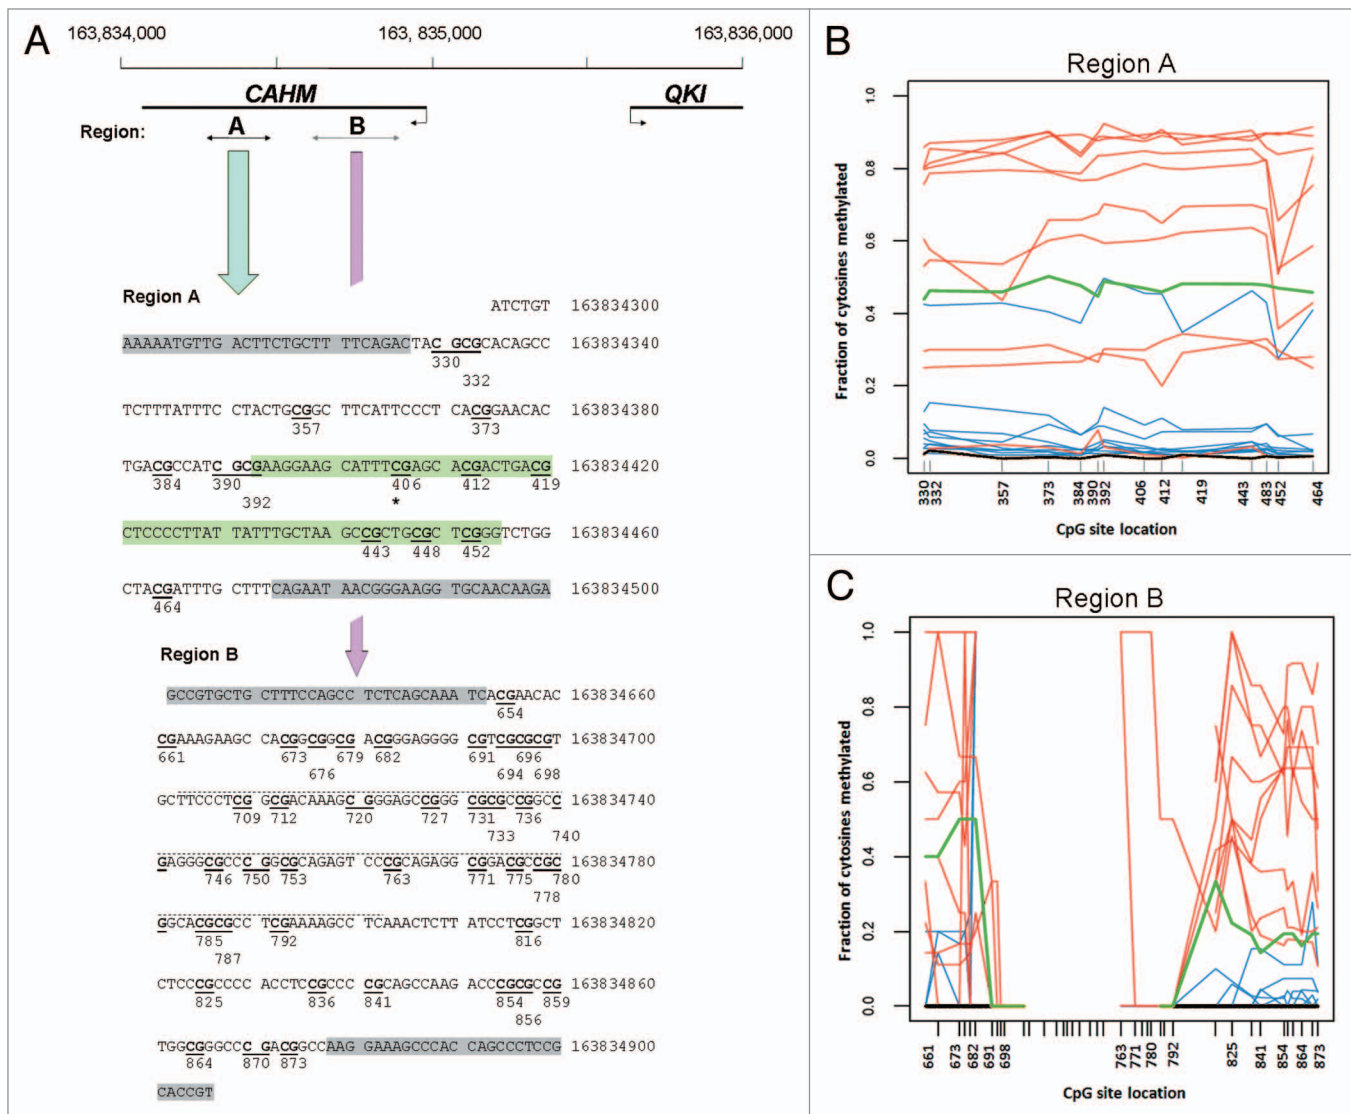 A
163,834,000 163, 835,000 163,836,000
CAHM QKI
Region: A B
Region A
ATCTGT 163834300
AAAAATGTTG ACTTCTGCTT TTCAGACTAC GCGCACAGCC 163834340
330
332
TCTTTATTTC CTACTGCGGC TTCATTCCCT CACGGAACAC 163834380
357 373
TGACGCCATC GCGGAAGGAAG CATTTCGAGC ACGACTGACG 163834420
384 390 406 412 419
392 *
CTCCCCTTAT TATTTGCTAA GCCGCTGCGC TCGGGTCTGG 163834460
443 448 452
CTACGATTTG CTTTCAGAAT AACGGGAAGG TGCAACAAGA 163834500
464
Region B
GCCGTGCTG CTTTCCAGCC TCTCAGCAAA TCACGAACAC 163834660
654
CGAAAGAAGC CACGGCGGCG ACGGGAGGGG CGTCGCGCGT 163834700
661 673 679 682 691 696
676 694 698
GCTTCCCTCG GCGACAAAGC GGGAGCCGGG CGCGCCGGCC 163834740
709 712 720 727 731 736
733 740
GAGGGCGCCC CGGCGCAGAGT CCCGCAGAGG CGGACGCCGC 163834780
746 750 753 763 771 775 780
778
GGCACGCGCC TCGAAAAGCC TCAAACTCTT ATCCTCGGCT 163834820
785 792 816
787
CTCCCGCCCC ACCTCCGCCC CGCAGCCAAG ACCCGCGCCG 163834860
825 836 841 854 859
856
TGGCGGGCCC CGACGGCCAAG GAAAGCCCAC CAGCCCTCCG 163834900
864 870 873
CACCGT
B
Region A
Fraction of cytosines methylated
1.0
0.8
0.6
0.4
0.2
0.0
330 332 357 373 384 390 392 406 412 419 443 483 452 464
CpG site location
C
Region B
Fraction of cytosines methylated
1.0
0.8
0.6
0.4
0.2
0.0
661 673 682 691 698 763 771 780 792 825 841 854 864 873
CpG site location